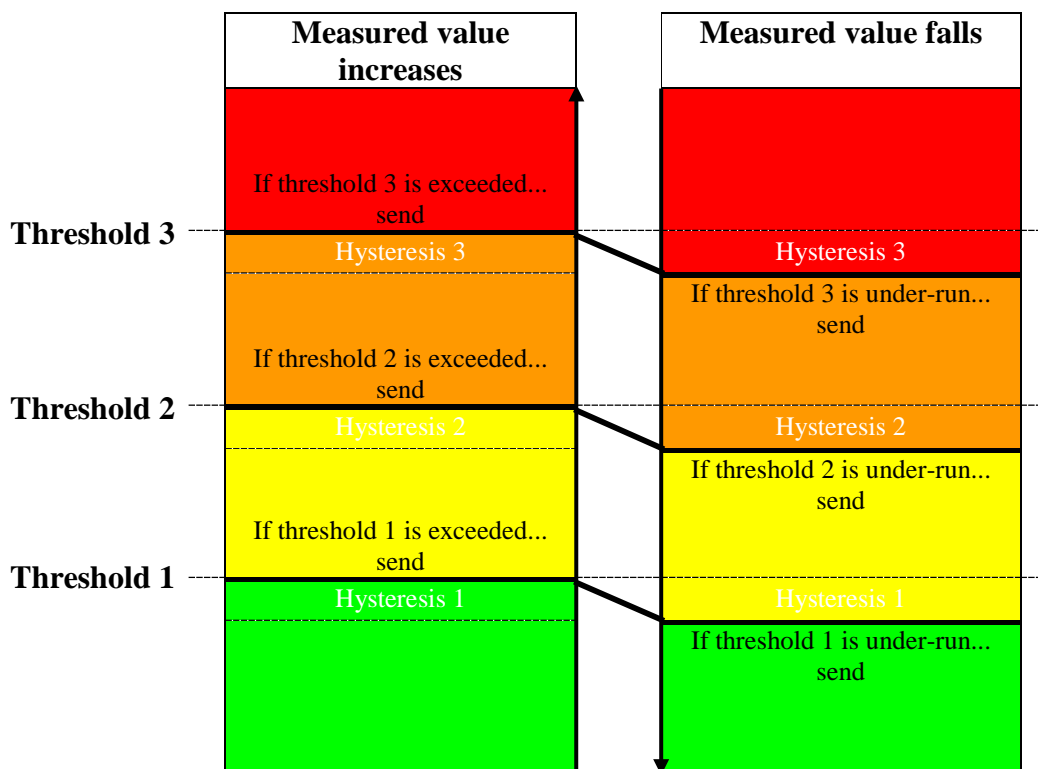 Measured value
increases
Measured value falls
If threshold 3 is exceeded...
send
Threshold 3
Hysteresis 3
Hysteresis 3
If threshold 3 is under-run...
send
If threshold 2 is exceeded...
send
Threshold 2
Hysteresis 2
Hysteresis 2
If threshold 2 is under-run...
send
If threshold 1 is exceeded...
send
Threshold 1
Hysteresis 1
Hysteresis 1
If threshold 1 is under-run...
send